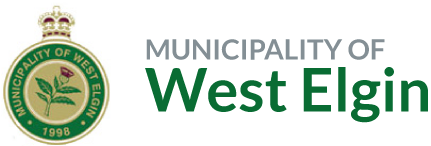 MUNICIPALITY OF WEST ELGIN
1998
MUNICIPALITY OF
West Elgin